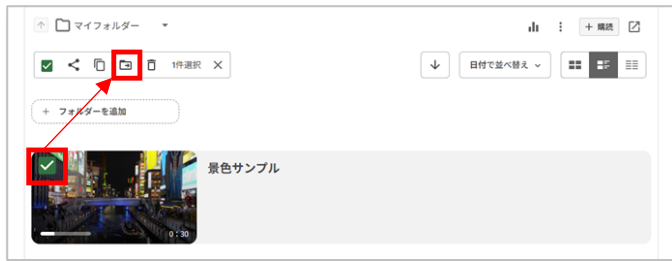 マイフォルダー
+ 購読
1件選択
日付で並べ替え
+ フォルダーを追加
景色サンプル
0:30